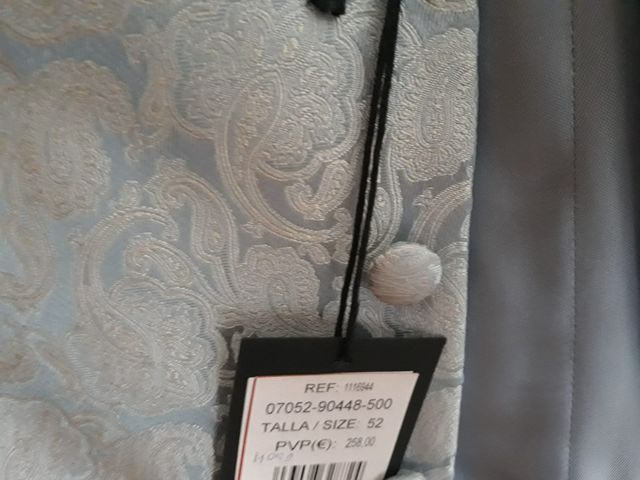 REF: 1116944
07052-90448-500
TALLA / SIZE: 52
PVP(€): 258.00